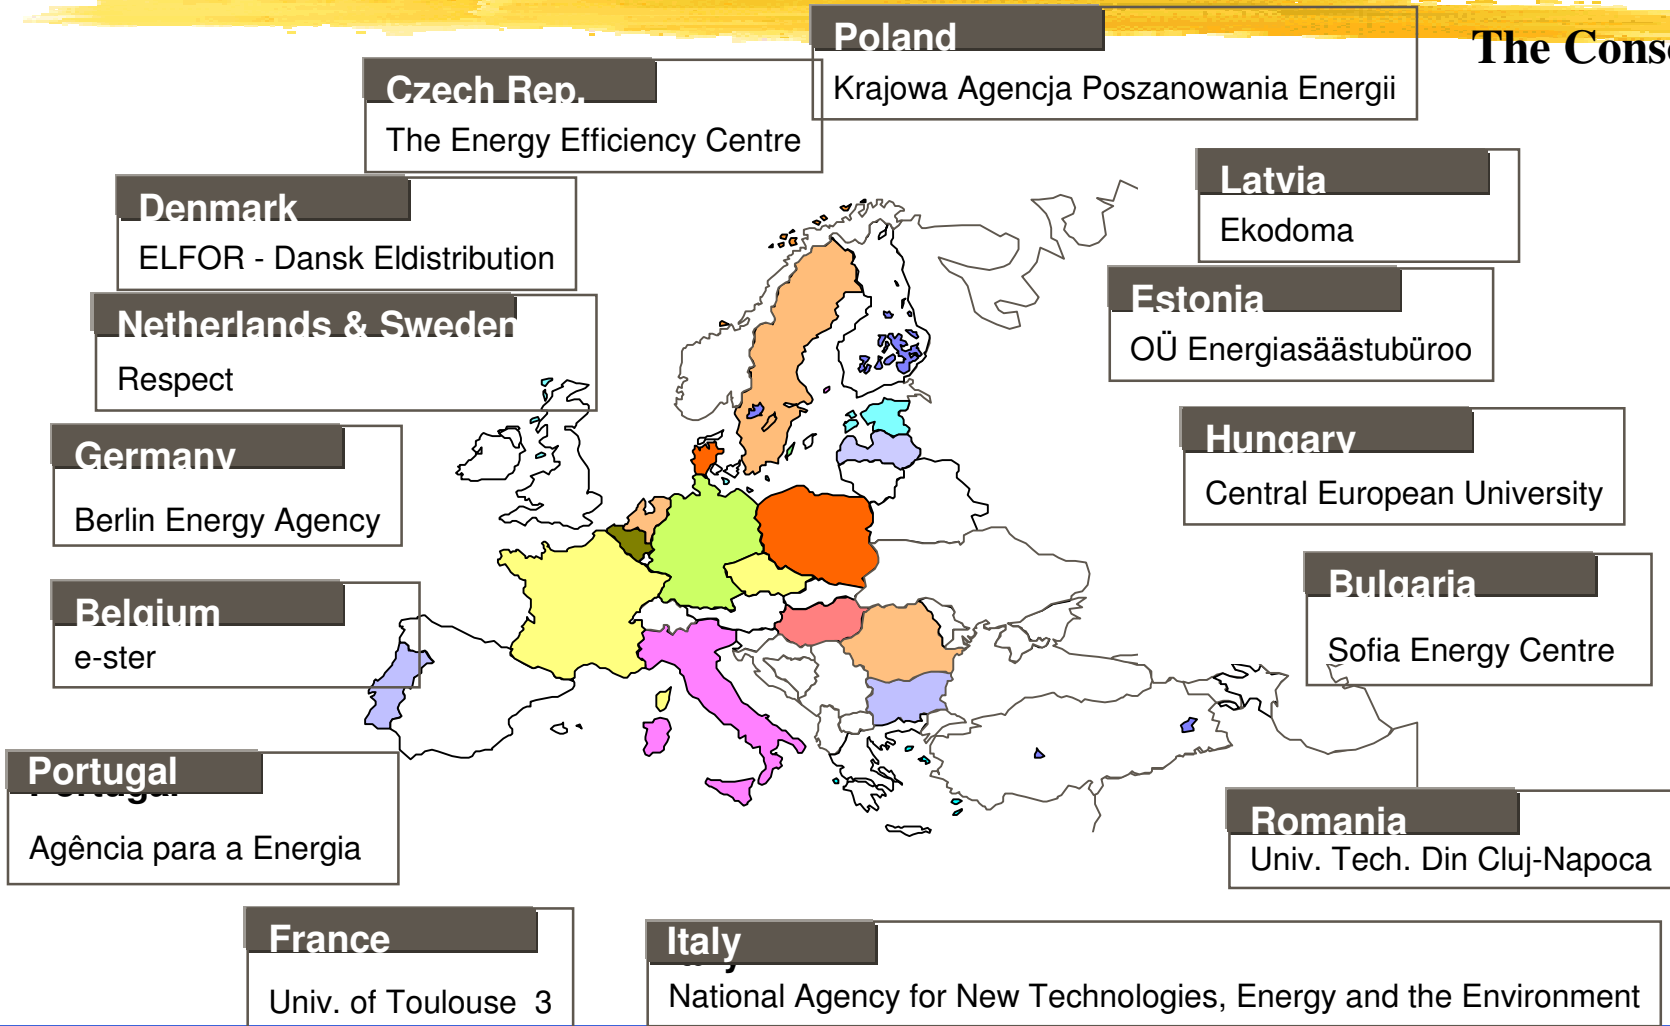 The Cons
Poland
Krajowa Agencja Poszanowania Energii
Czech Rep.
The Energy Efficiency Centre
Latvia
Ekodoma
Denmark
ELFOR - Dansk Eldistribution
Estonia
OÜ Energiasäästubüroo
Netherlands & Sweden
Respect
Hungary
Central European University
Germany
Berlin Energy Agency
Bulgaria
Sofia Energy Centre
Belgium
e-ster
Portugal
Agência para a Energia
Romania
Univ. Tech. Din Cluj-Napoca
France
Univ. of Toulouse 3
Italy
National Agency for New Technologies, Energy and the Environment